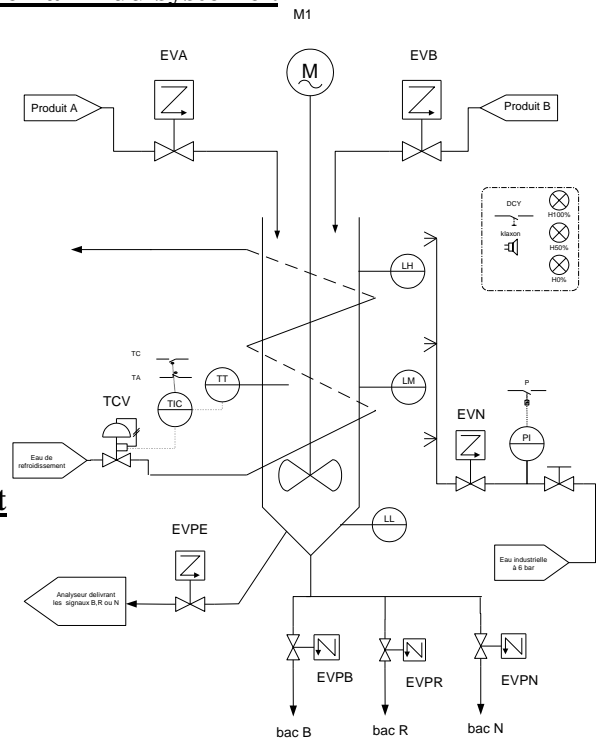 M1
EVA
EVB
M
Produit A
Produit B
DCY
H100%
klaxon
H50%
H0%
LH
TC
TA
TT
LM
P
TCV
TIC
EVN
PI
Eau de
refroidissement
t
LL
EVPE
Eau industrielle
à 6 bar
Analyseur delivrant
les signaux B,R ou N
EVPB
EVPR
EVPN
bac B
bac R
bac N